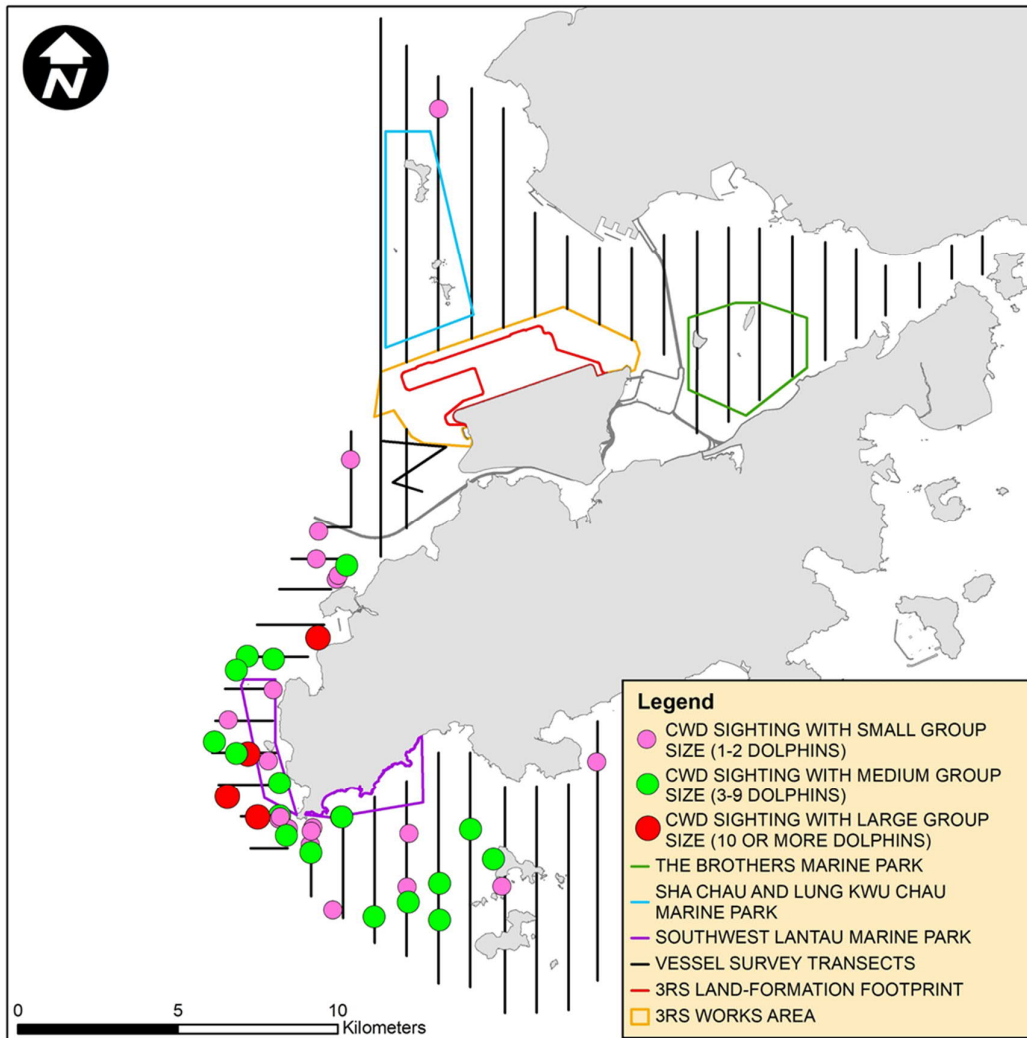 N
Legend
CWD SIGHTING WITH SMALL GROUP
SIZE (1-2 DOLPHINS)
CWD SIGHTING WITH MEDIUM GROUP
SIZE (3-9 DOLPHINS)
CWD SIGHTING WITH LARGE GROUP
SIZE (10 OR MORE DOLPHINS)
THE BROTHERS MARINE PARK
SHA CHAU AND LUNG KWU CHAU
MARINE PARK
SOUTHWEST LANTAU MARINE PARK
VESSEL SURVEY TRANSECTS
3RS LAND-FORMATION FOOTPRINT
3RS WORKS AREA
0 5 10
Kilometers